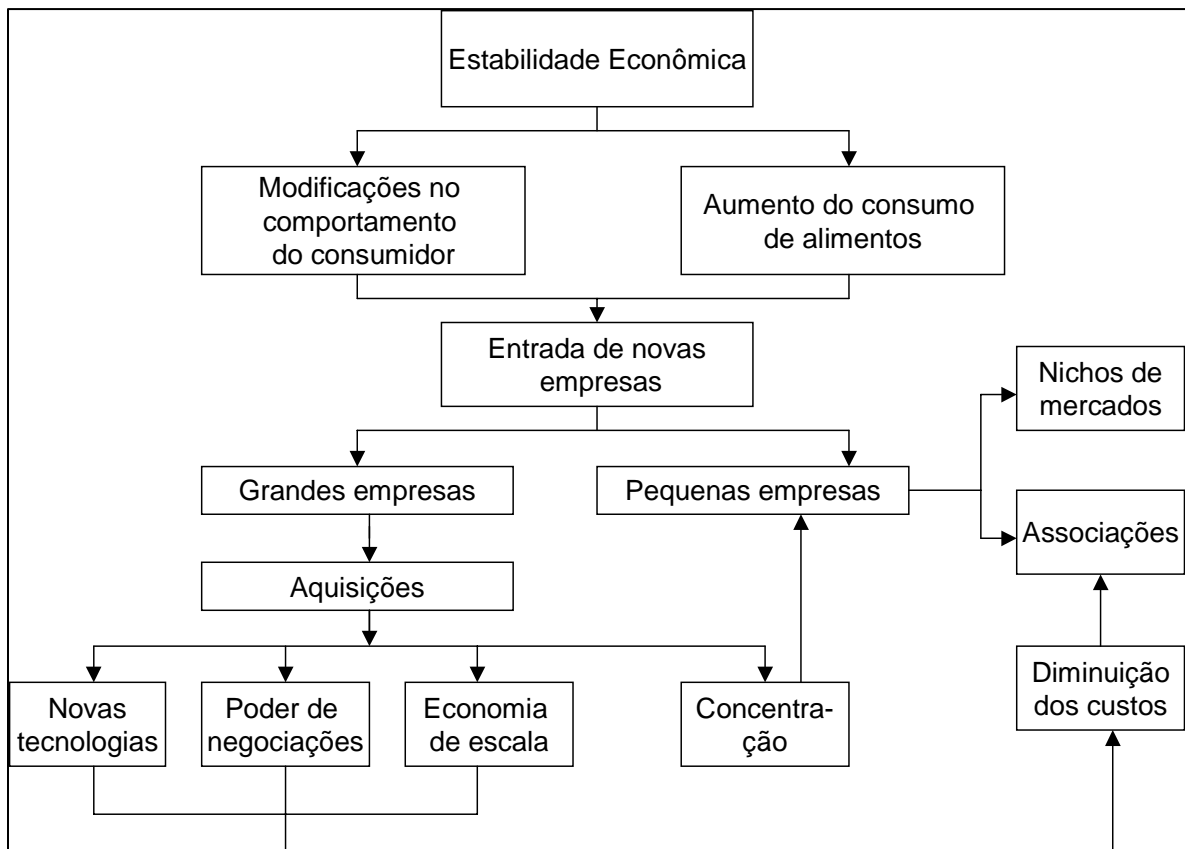 Estabilidade Econômica
Modificações no
comportamento
do consumidor
Aumento do consumo
de alimentos
Entrada de novas
empresas
Nichos de
mercados
Grandes empresas
Pequenas empresas
Associações
Aquisições
Novas
tecnologias
Poder de
negociações
Economia
de escala
Concentra-
ção
Diminuição
dos custos